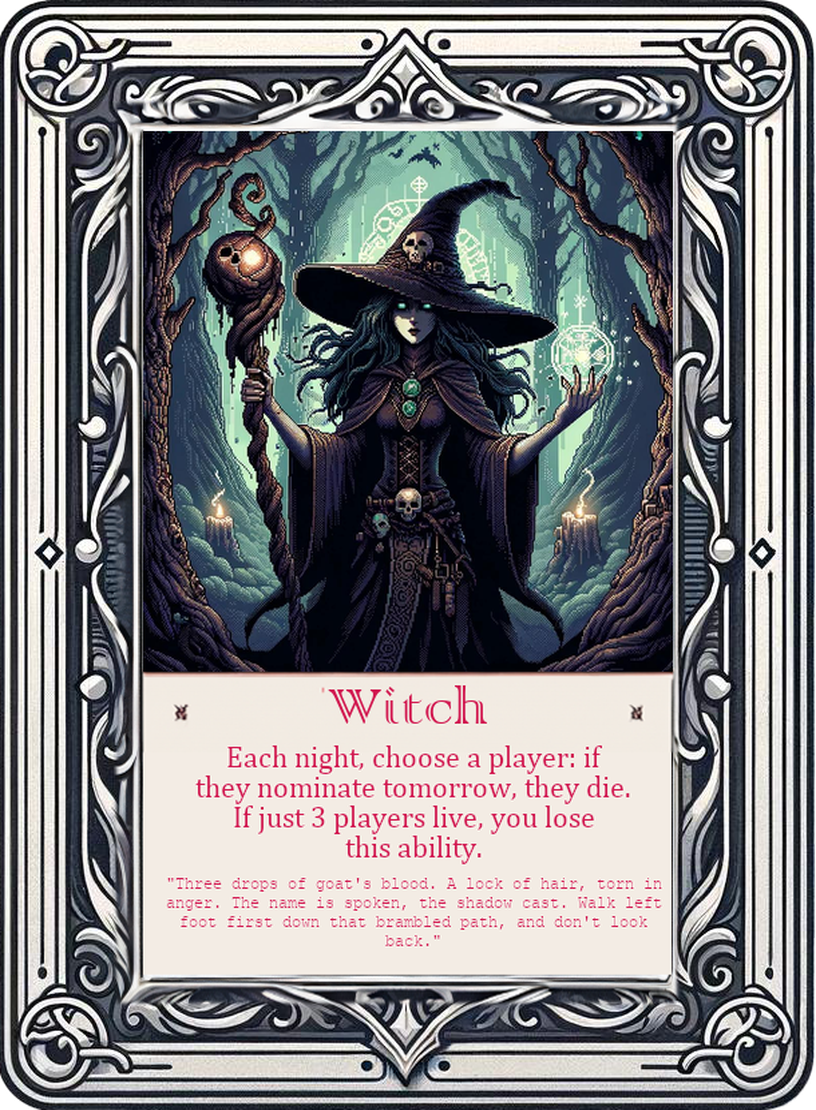 Witch
Each night, choose a player: if
they nominate tomorrow, they die.
If just 3 players live, you lose
this ability.
"Three drops of goat's blood. A lock of hair, torn in
anger. The name is spoken, the shadow cast. Walk left
foot first down that brambled path, and don't look
back."